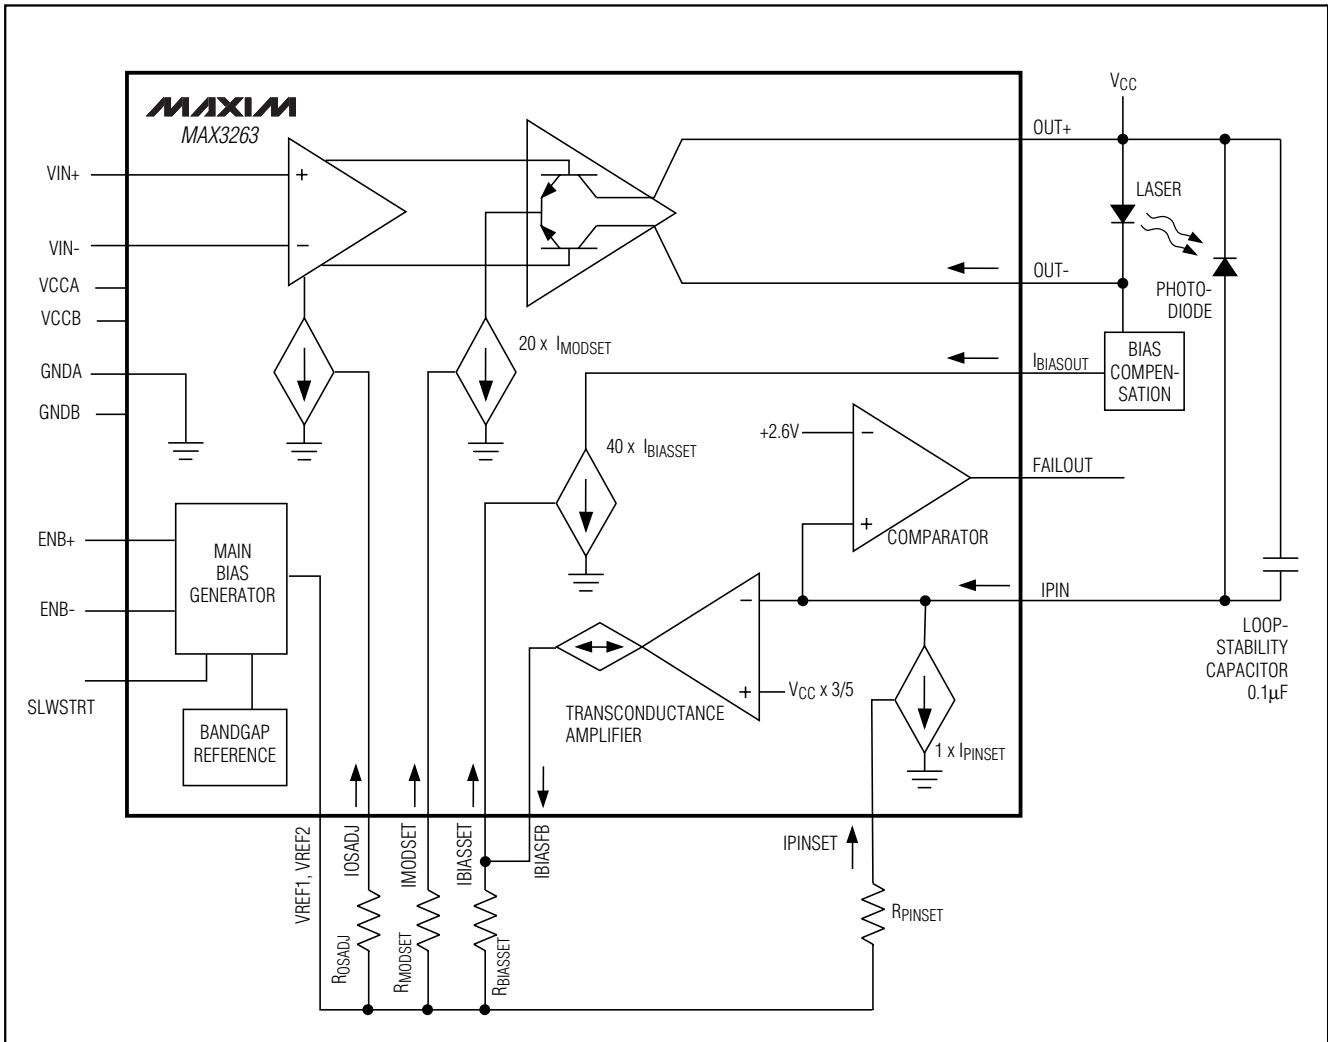 MAXIM
MAX3263
VCC
OUT+
VIN+
+
LASER
VIN-
−
OUT-
VCCA
PHOTO-
DIODE
VCCB
20 x IMODSET
BIAS
COMPEN-
SATION
IBIASOUT
GNDA
GNDB
+2.6V
−
40 x IBIASSET
FAILOUT
+
COMPARATOR
ENB+
MAIN
BIAS
GENERATOR
ENB-
−
IPIN
LOOP-
STABILITY
CAPACITOR
0.1µF
+
VCC x 3/5
SLWSTRT
TRANSCONDUCTANCE
AMPLIFIER
BANDGAP
REFERENCE
1 x IPINSET
VREF1, VREF2
IOSADJ
IMODSET
IBIASSET
IBIASFB
IPINSET
ROSADJ
RMODSET
RBIASSET
RPINSET